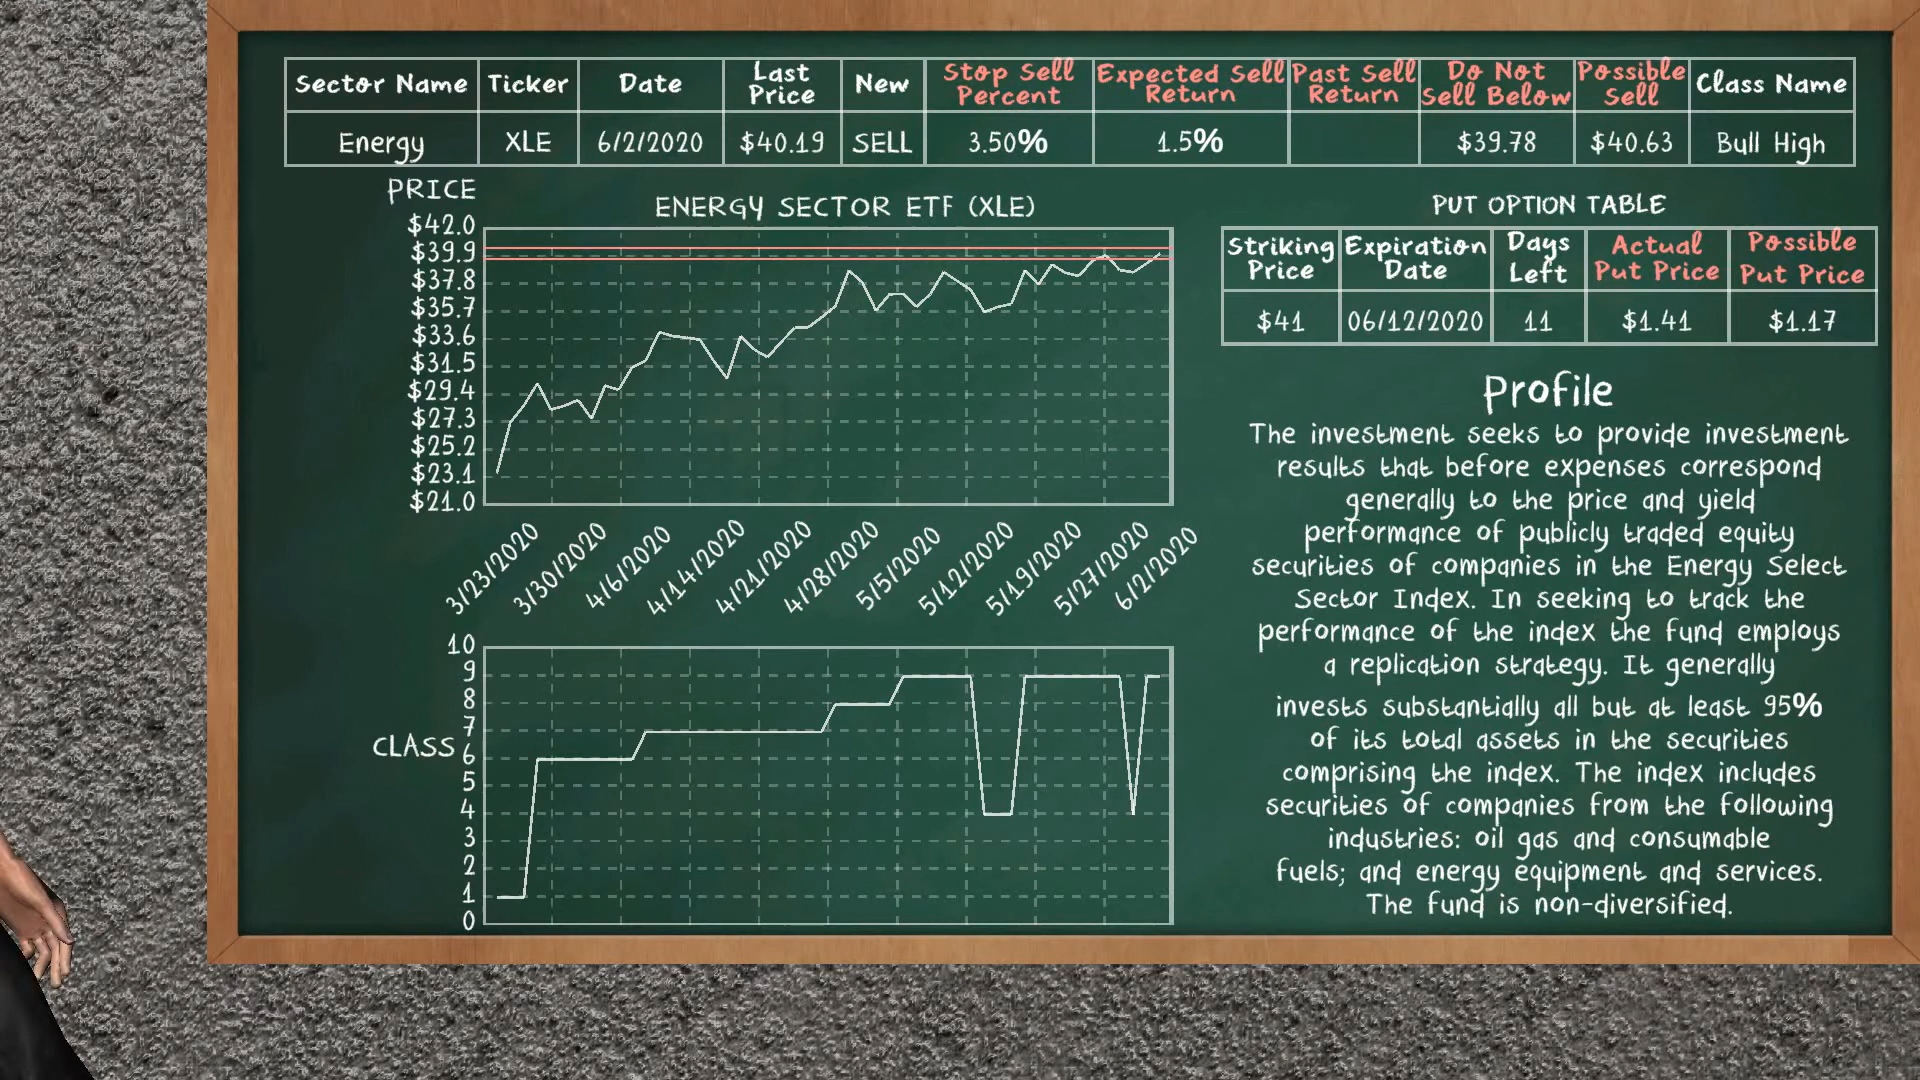 Sector Name Ticker Date Last Price New Stop Sell Percent Expected Sell Return Past Sell Return Do Not Sell Below Possible Sell Class Name
Energy XLE 6/2/2020 $40.19 SELL 3.50% 1.5% $39.78 $40.63 Bull High
PRICE
ENERGY SECTOR ETF (XLE)
$42.0
$39.9
$37.8
$35.7
$33.6
$31.5
$29.4
$27.3
$25.2
$23.1
$21.0
3/23/2020 3/30/2020 4/6/2020 4/14/2020 4/21/2020 4/28/2020 5/5/2020 5/12/2020 5/19/2020 5/27/2020 6/2/2020
CLASS
10
9
8
7
6
5
4
3
2
1
0
PUT OPTION TABLE
Striking Price Expiration Date Days Left Actual Put Price Possible Put Price
$41 06/12/2020 11 $1.41 $1.17
Profile
The investment seeks to provide investment
results that before expenses correspond
generally to the price and yield
performance of publicly traded equity
securities of companies in the Energy Select
Sector Index. In seeking to track the
performance of the index the fund employs
a replication strategy. It generally
invests substantially all but at least 95%
of its total assets in the securities
comprising the index. The index includes
securities of companies from the following
industries: oil gas and consumable
fuels; and energy equipment and services.
The fund is non-diversified.